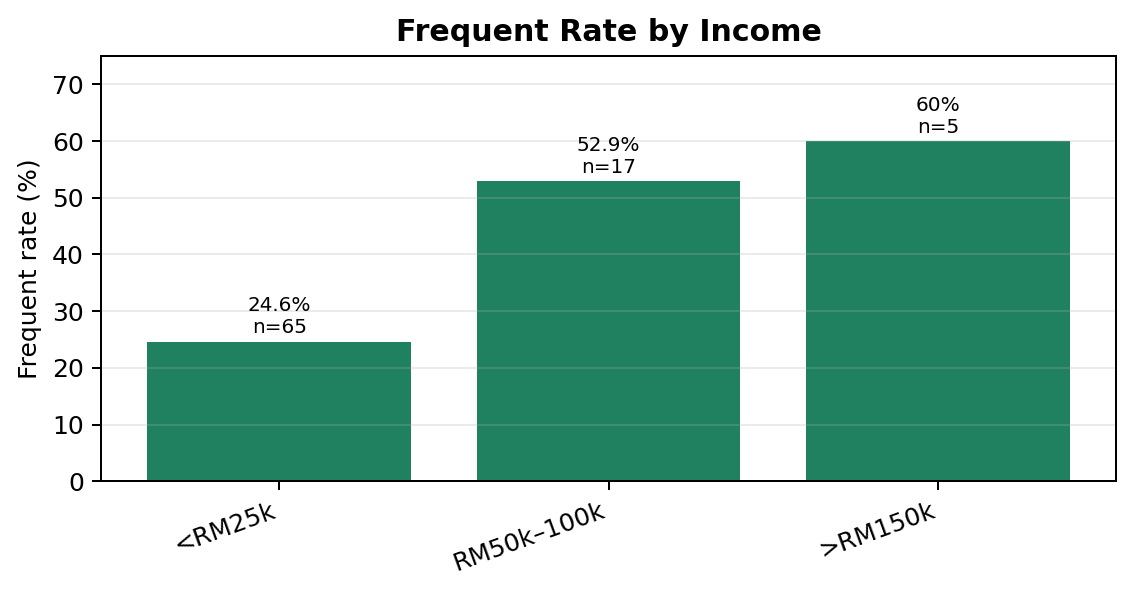 Frequent Rate by Income
Frequent rate (%)
70
60
50
40
30
20
10
0
24.6%
n=65
52.9%
n=17
60%
n=5
<RM25k
RM50k–100k
>RM150k